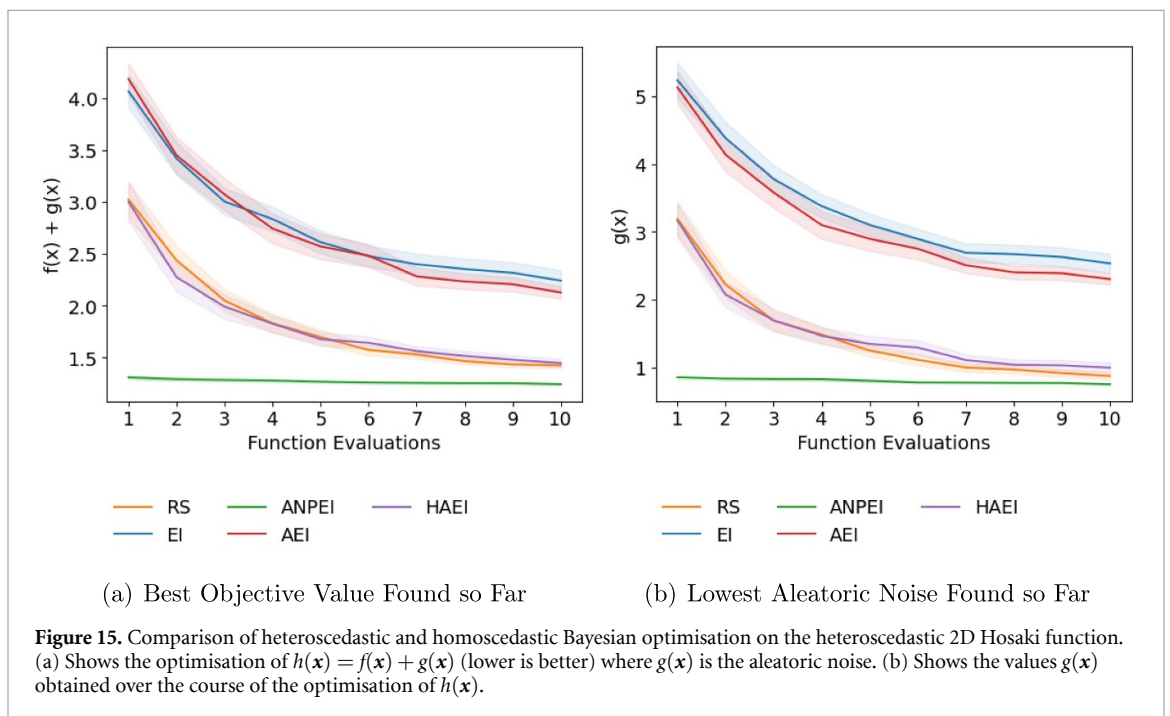 4.0
3.5
3.0
2.5
2.0
1.5
f(x) + g(x)
1 2 3 4 5 6 7 8 9 10
Function Evaluations
RS ANPEI HAEI
EI AEI
(a) Best Objective Value Found so Far
5
4
3
2
1
g(x)
1 2 3 4 5 6 7 8 9 10
Function Evaluations
RS ANPEI HAEI
EI AEI
(b) Lowest Aleatoric Noise Found so Far
Figure 15. Comparison of heteroscedastic and homoscedastic Bayesian optimisation on the heteroscedastic 2D Hosaki function.
(a) Shows the optimisation of h(x) = f(x) + g(x) (lower is better) where g(x) is the aleatoric noise. (b) Shows the values g(x)
obtained over the course of the optimisation of h(x).